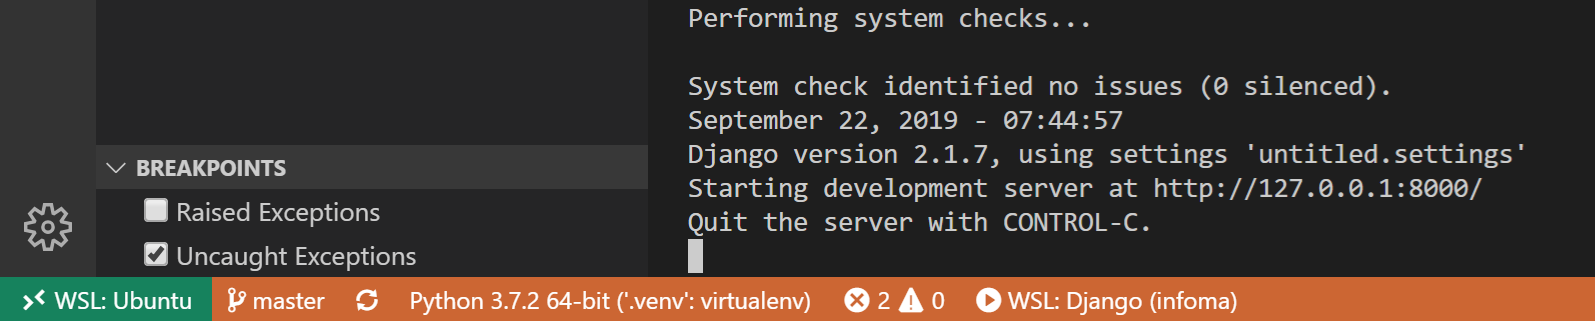 Performing system checks...
System check identified no issues (0 silenced).
September 22, 2019 - 07:44:57
Django version 2.1.7, using settings 'untitled.settings'
Starting development server at http://127.0.0.1:8000/
Quit the server with CONTROL-C.
BREAKPOINTS
Raised Exceptions
Uncaught Exceptions
WSL: Ubuntu master Python 3.7.2 64-bit ('.venv': virtualenv) 2 0 WSL: Django (infoma)